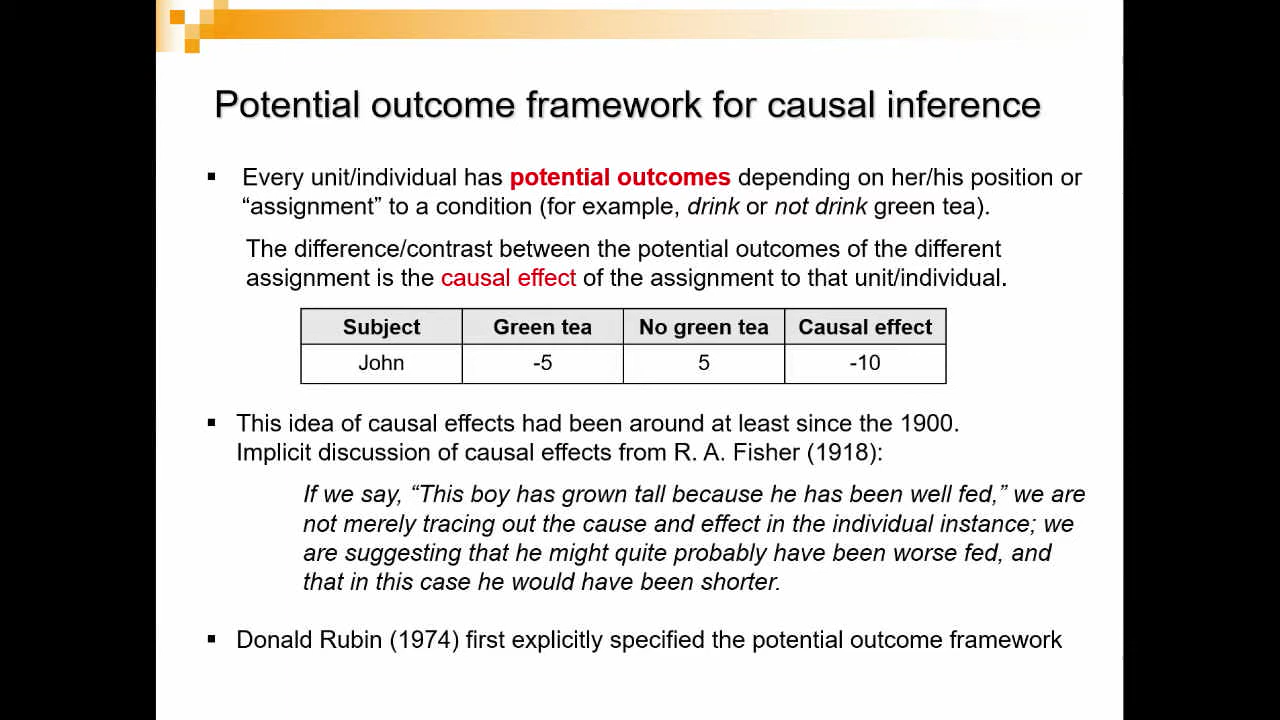 Potential outcome framework for causal inference
▪ Every unit/individual has potential outcomes depending on her/his position or
“assignment” to a condition (for example, drink or not drink green tea).
The difference/contrast between the potential outcomes of the different
assignment is the causal effect of the assignment to that unit/individual.
Subject Green tea No green tea Causal effect
John -5 5 -10
▪ This idea of causal effects had been around at least since the 1900.
Implicit discussion of causal effects from R. A. Fisher (1918):
If we say, “This boy has grown tall because he has been well fed,” we are
not merely tracing out the cause and effect in the individual instance; we
are suggesting that he might quite probably have been worse fed, and
that in this case he would have been shorter.
▪ Donald Rubin (1974) first explicitly specified the potential outcome framework